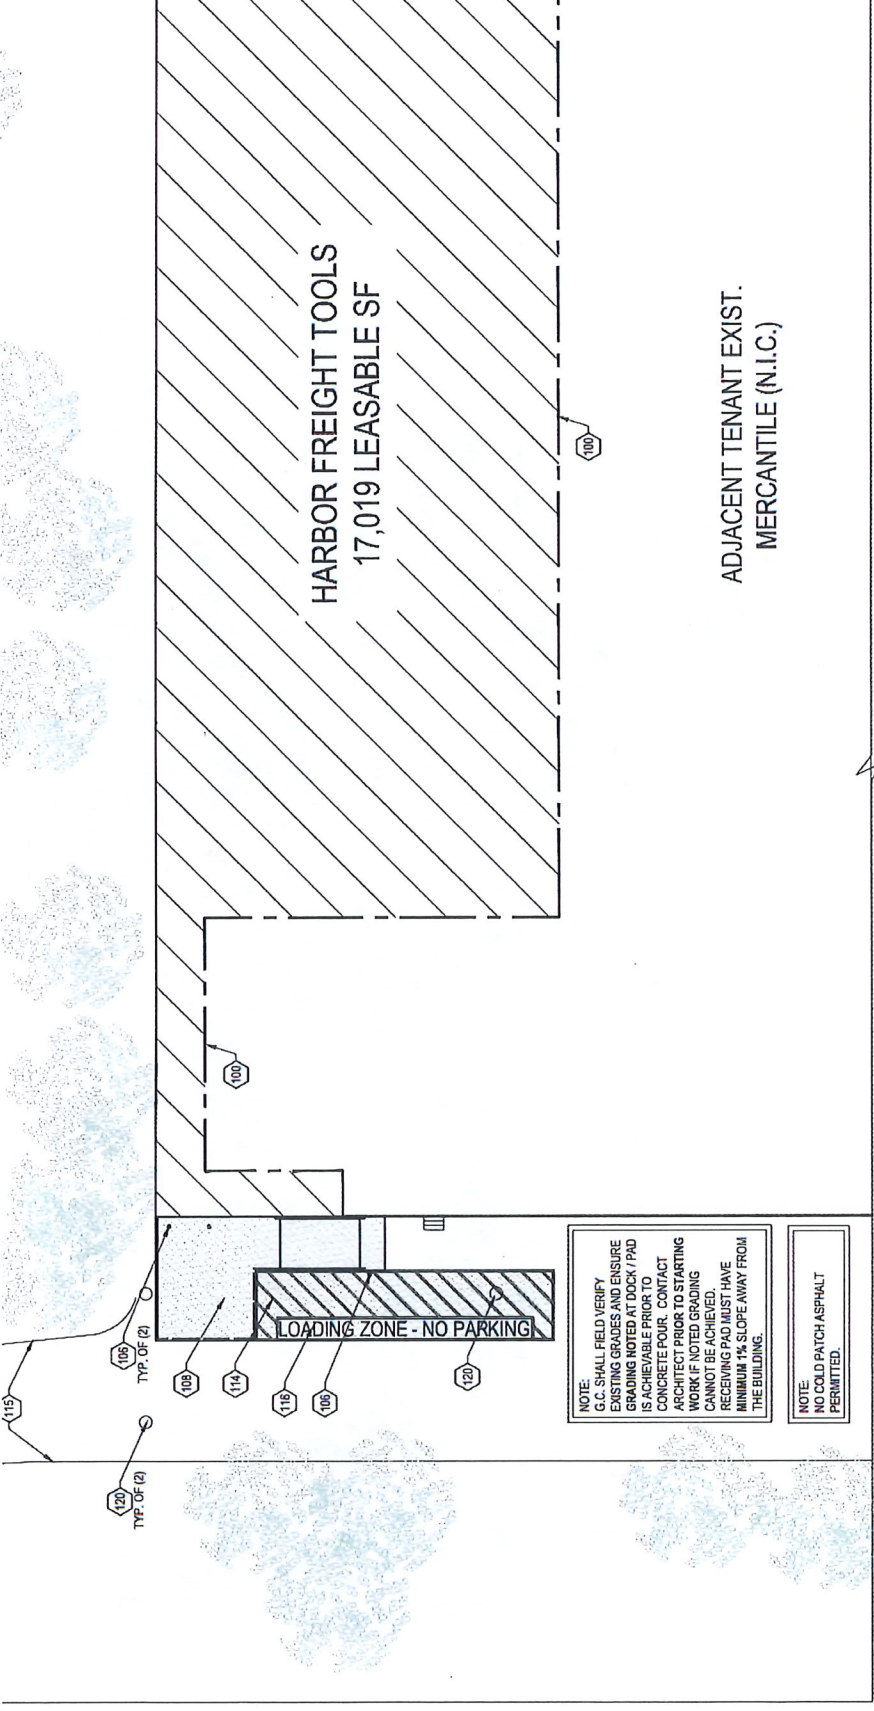 HARBOR FREIGHT TOOLS
17,019 LEASABLE SF
100
ADJACENT TENANT EXIST.
MERCANTILE (N.I.C.)
100
115
106
TYP. OF (2)
120
TYP. OF (2)
108
114
116
106
120
LOADING ZONE - NO PARKING
NOTE:
G.C. SHALL FIELD VERIFY
EXISTING GRADES AND ENSURE
GRADING NOTED AT DOCK / PAD
IS ACHIEVABLE PRIOR TO
CONCRETE POUR. CONTACT
ARCHITECT PRIOR TO STARTING
WORK IF NOTED GRADING
CANNOT BE ACHIEVED.
RECEIVING PAD MUST HAVE
MINIMUM 1% SLOPE AWAY FROM
THE BUILDING.
NOTE:
NO COLD PATCH ASPHALT
PERMITTED.